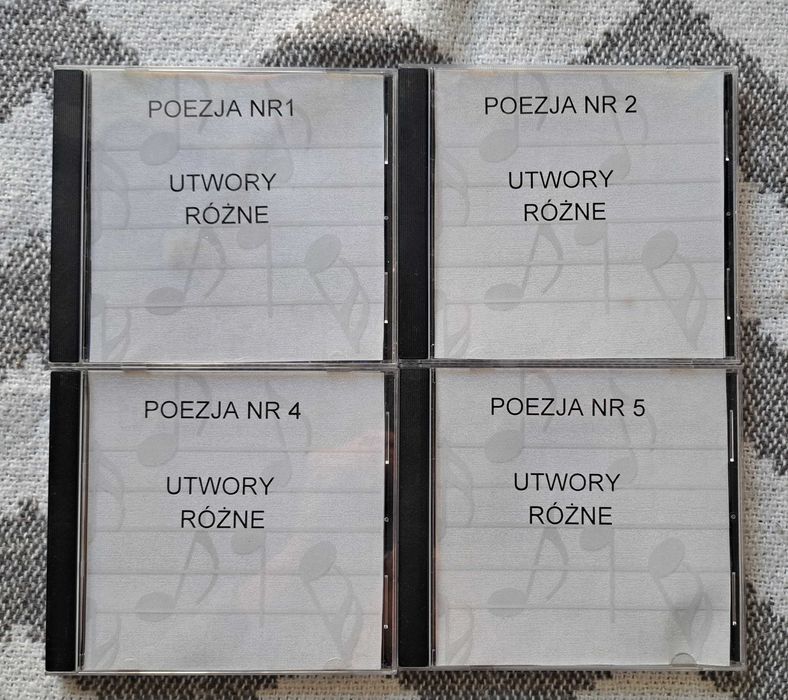 POEZJA NR1
UTWORY
RÓŻNE
POEZJA NR 2
UTWORY
RÓŻNE
POEZJA NR 4
UTWORY
RÓŻNE
POEZJA NR 5
UTWORY
RÓŻNE